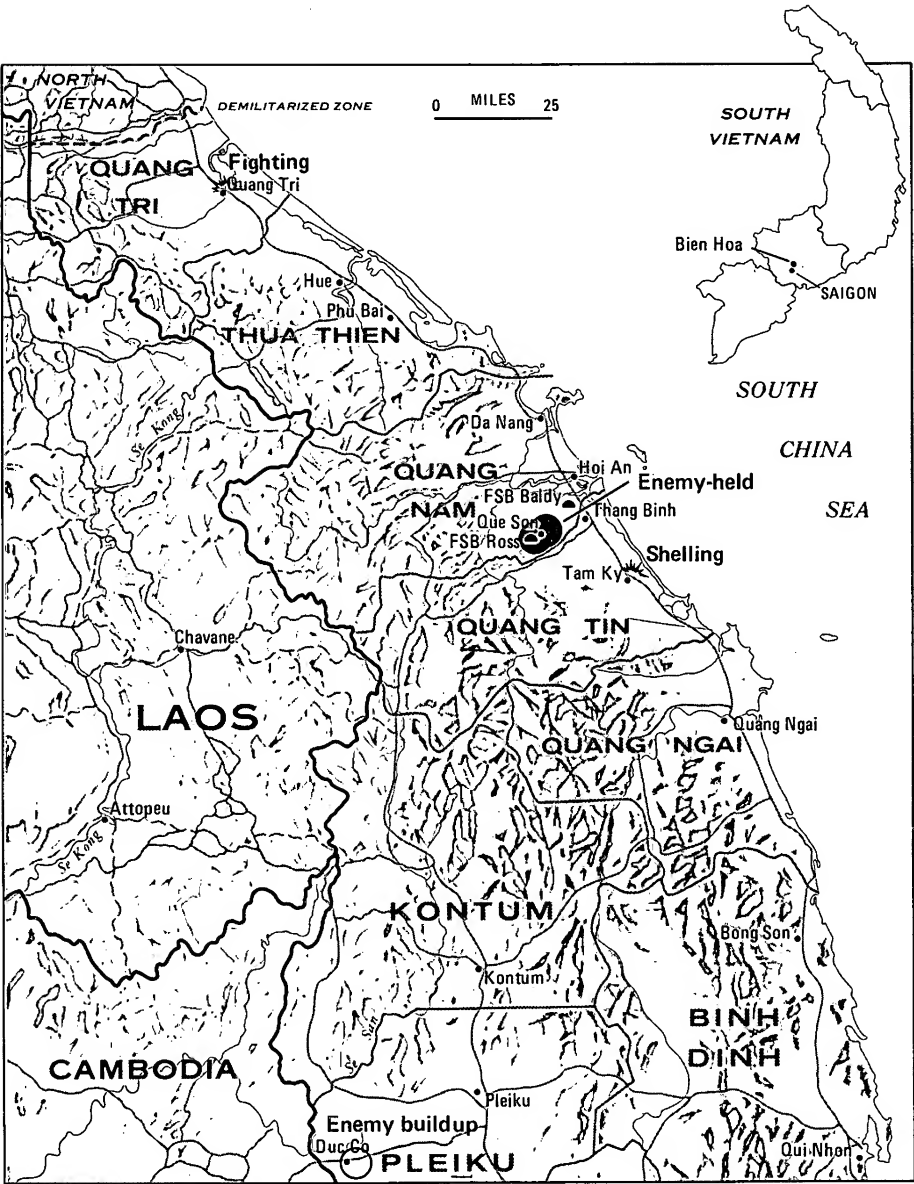 NORTH
VIETNAM
DEMILITARIZED ZONE
0 MILES 25
SOUTH
VIETNAM
QUANG
TRI
Fighting
Quang Tri
Bien Hoa
SAIGON
Hue
Phu Bai
THUA THIEN
SOUTH
CHINA
SEA
Se Kong
Da Nang
QUANG
NAM
Hoi An
Enemy-held
FSB Baldy
Thang Binh
Que Son
FSB Ross
Shelling
Tam Ky
QUANG TIN
Chavane
LAOS
Quang Ngai
QUANG NGAI
Attopeu
Se Kong
KONTUM
Bong Son
Kontum
BINH
DINH
Se San
CAMBODIA
Pleiku
Enemy buildup
Duc Co
PLEIKU
Qui Nhon